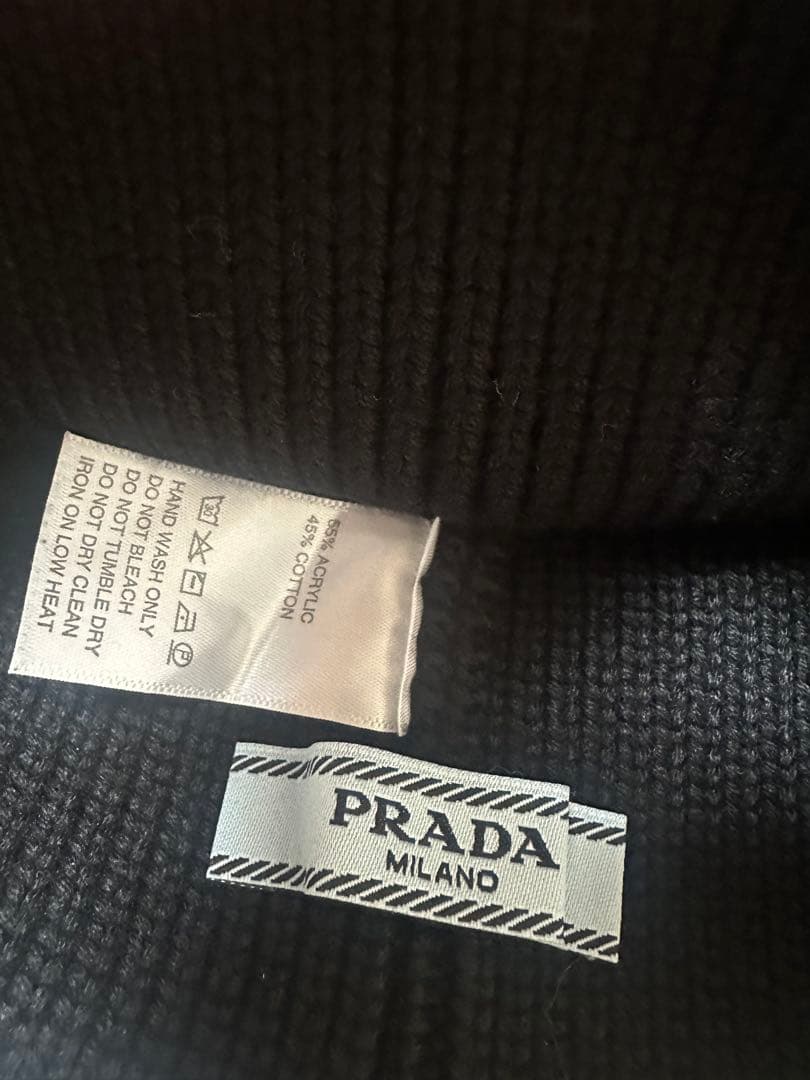 55% ACRYLIC
45% COTTON
30
P
HAND WASH ONLY
DO NOT BLEACH
DO NOT TUMBLE DRY
DO NOT DRY CLEAN
IRON ON LOW HEAT
PRADA
MILANO